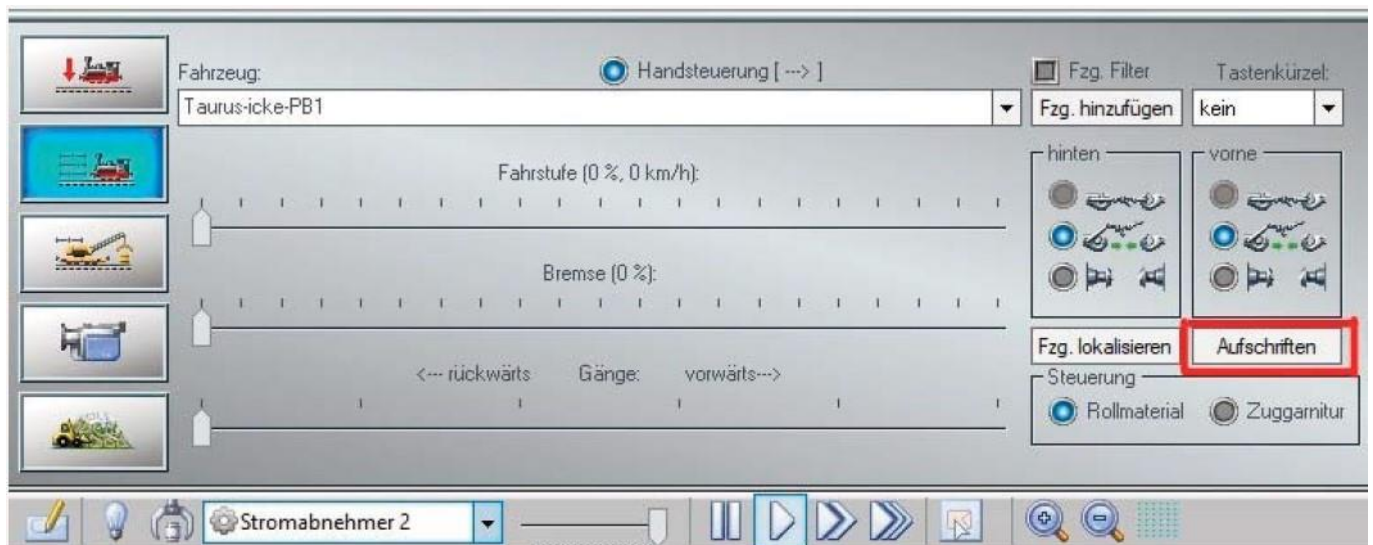 Fahrzeug:
Handsteuerung [ ---> ]
Fzg. Filter
Tastenkürzel:
Taurus-icke-PB1
Fzg. hinzufügen
kein
hinten
vorne
Fahrstufe (0 %, 0 km/h):
Bremse (0 %):
Fzg. lokalisieren
Aufschriften
<--- rückwärts Gänge: vorwärts--->
Steuerung
Rollmaterial
Zuggarnitur
Stromabnehmer 2